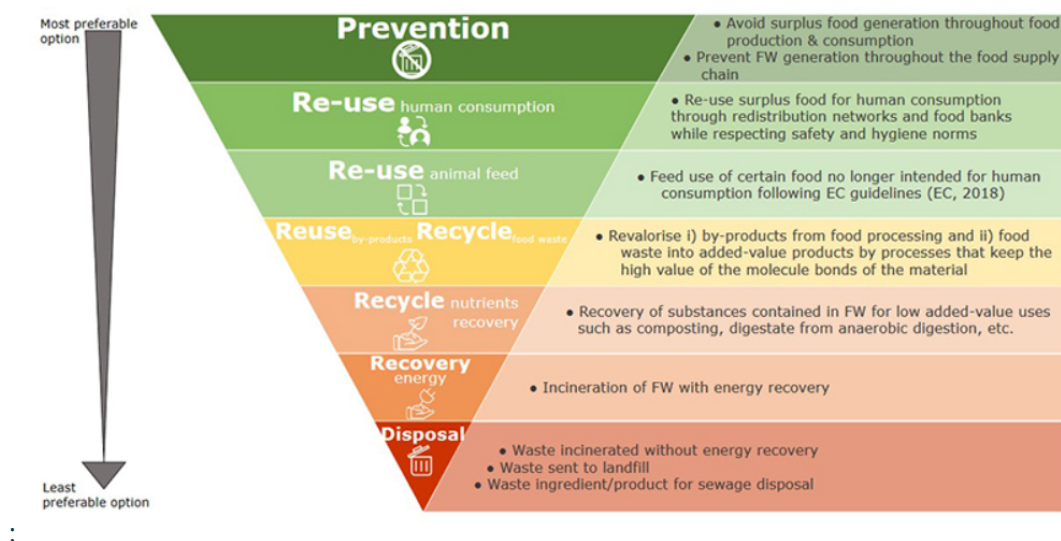 Most preferable
option
Prevention
● Avoid surplus food generation throughout food
production & consumption
● Prevent FW generation throughout the food supply
chain
Re-use human consumption
● Re-use surplus food for human consumption
through redistribution networks and food banks
while respecting safety and hygiene norms
Re-use animal feed
● Feed use of certain food no longer intended for human
consumption following EC guidelines (EC, 2018)
Reuse by-products Recycle food waste
● Revalorise i) by-products from food processing and ii) food
waste into added-value products by processes that keep the
high value of the molecule bonds of the material
Recycle nutrients
recovery
● Recovery of substances contained in FW for low added-value uses
such as composting, digestate from anaerobic digestion, etc.
Recovery
energy
● Incineration of FW with energy recovery
Disposal
● Waste incinerated without energy recovery
● Waste sent to landfill
● Waste ingredient/product for sewage disposal
Least
preferable option
: